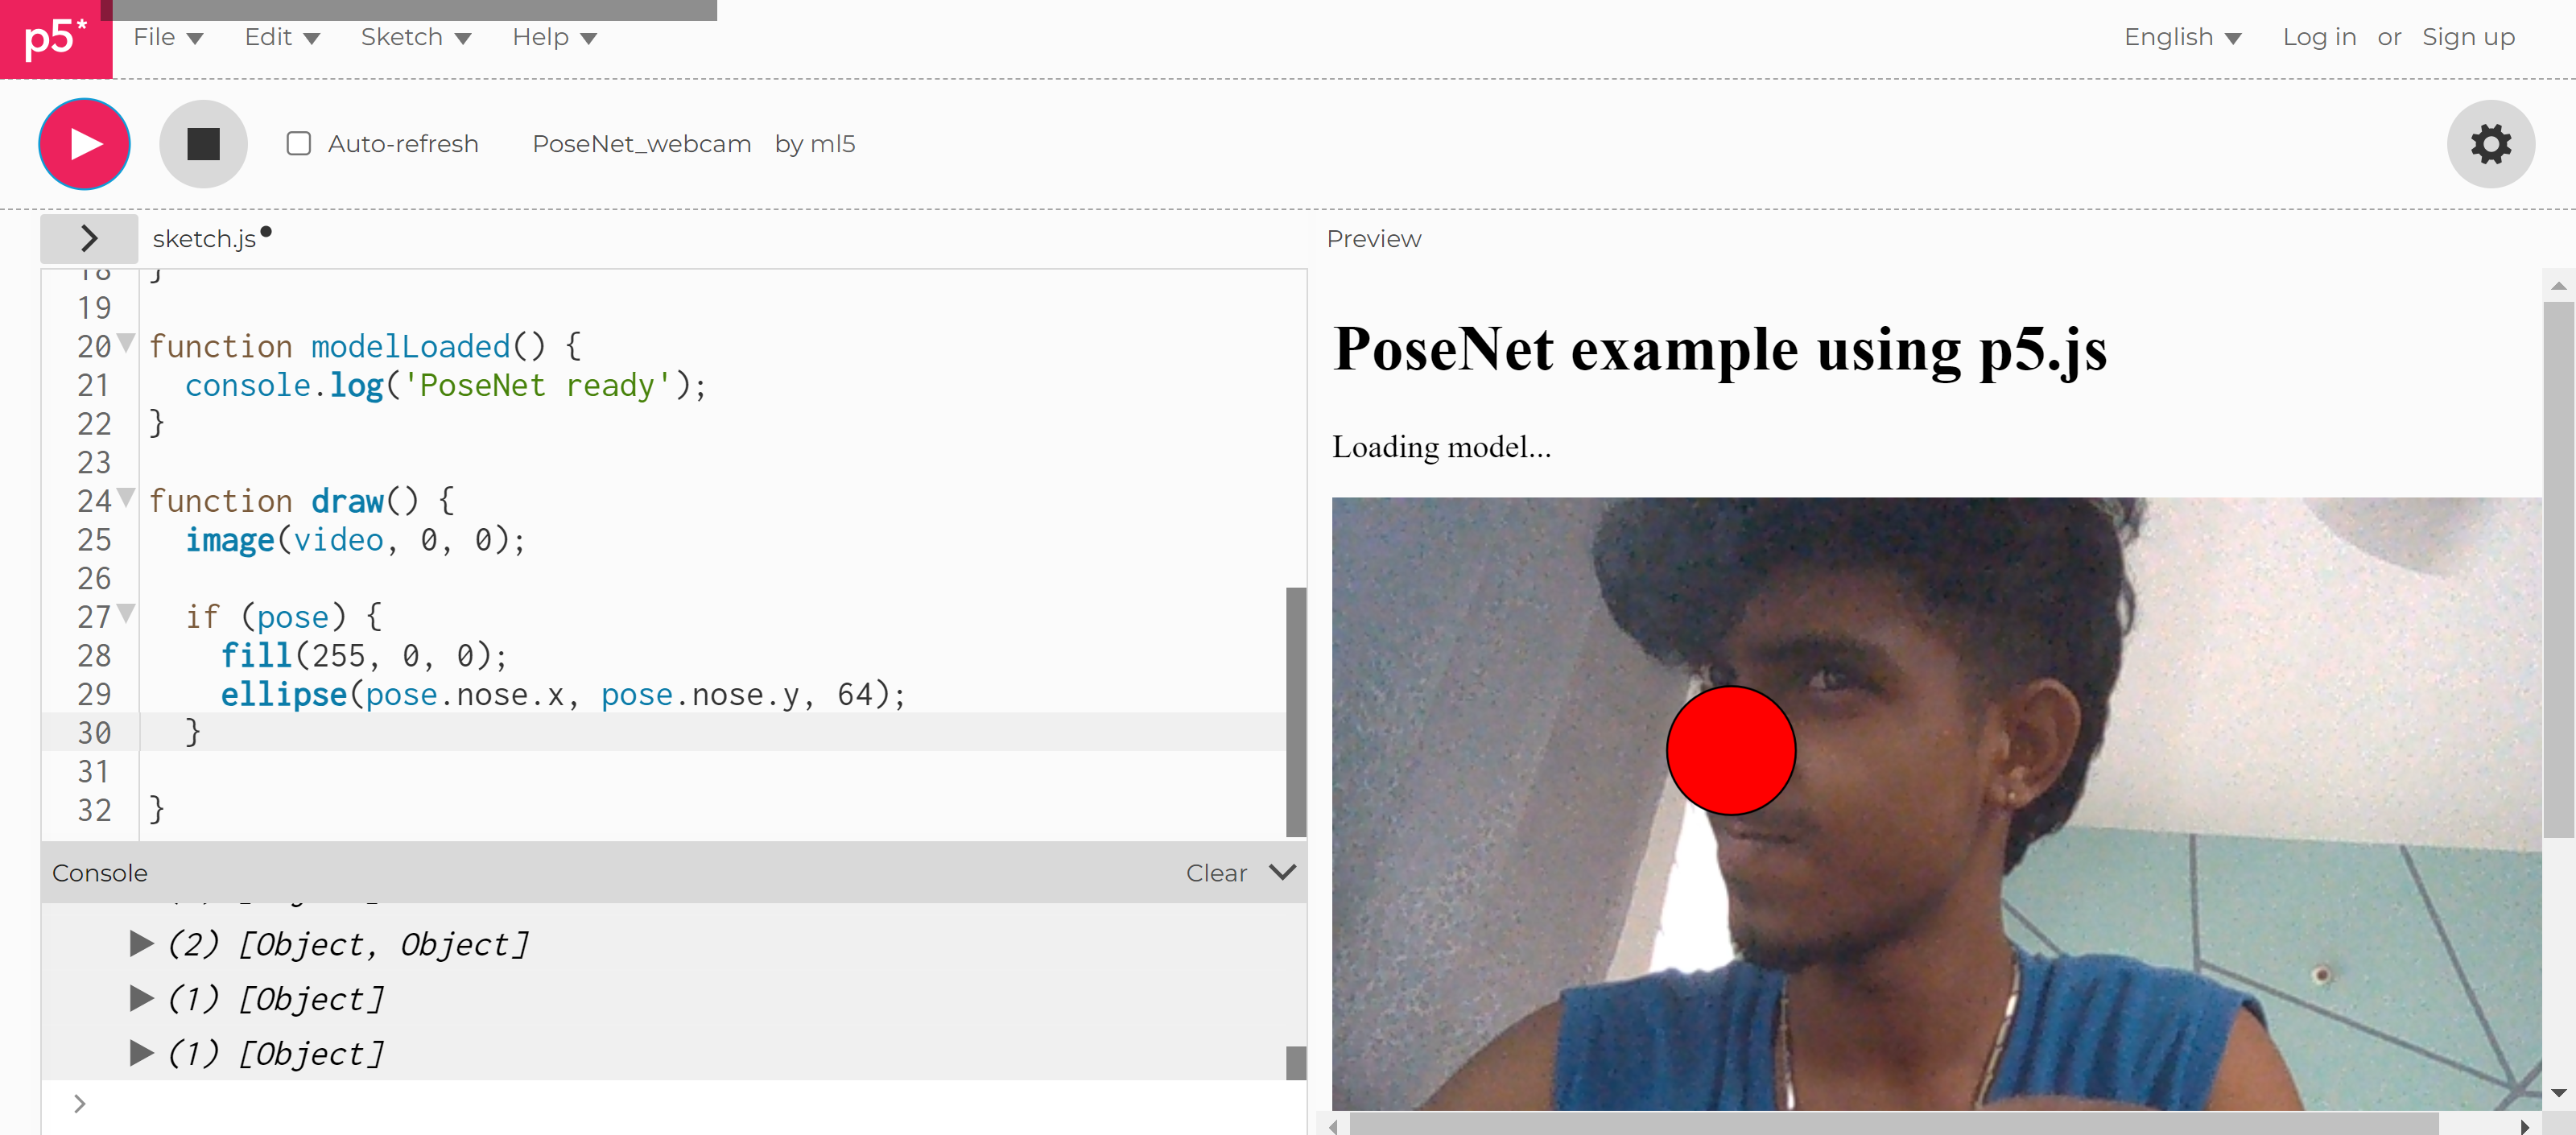 p5*
File Edit Sketch Help English Log in or Sign up
Auto-refresh PoseNet_webcam by ml5
sketch.js
Preview
18 }
19
20 function modelLoaded() {
21 console.log('PoseNet ready');
22 }
23
24 function draw() {
25 image(video, 0, 0);
26
27 if (pose) {
28 fill(255, 0, 0);
29 ellipse(pose.nose.x, pose.nose.y, 64);
30 }
31
32 }
Console Clear
(2) [Object, Object]
(1) [Object]
(1) [Object]
>
PoseNet example using p5.js
Loading model...